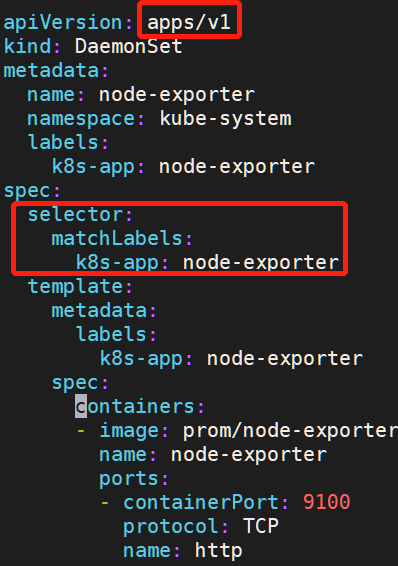 apiVersion: apps/v1
kind: DaemonSet
metadata:
  name: node-exporter
  namespace: kube-system
  labels:
    k8s-app: node-exporter
spec:
  selector:
    matchLabels:
      k8s-app: node-exporter
  template:
    metadata:
      labels:
        k8s-app: node-exporter
    spec:
      containers:
      - image: prom/node-exporter
        name: node-exporter
        ports:
        - containerPort: 9100
          protocol: TCP
          name: http